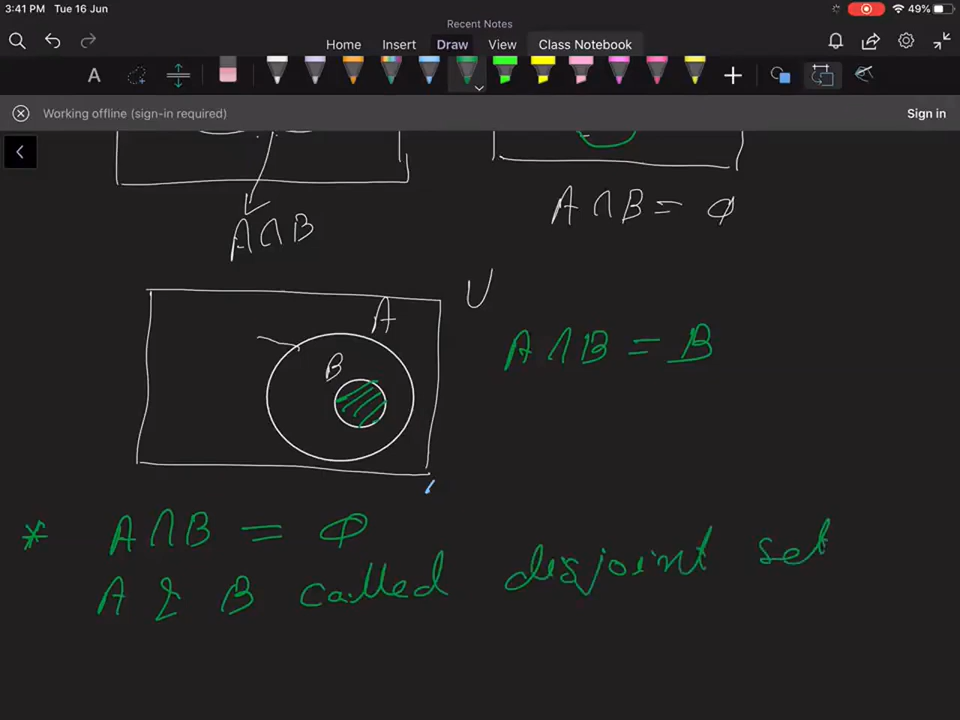 3:41 PM Tue 16 Jun
49%
Recent Notes
Home Insert Draw View Class Notebook
A
Working offline (sign-in required)
Sign in
A∩B
A∩B = φ
U
A
B
A∩B = B
* A∩B = φ
A & B called disjoint set